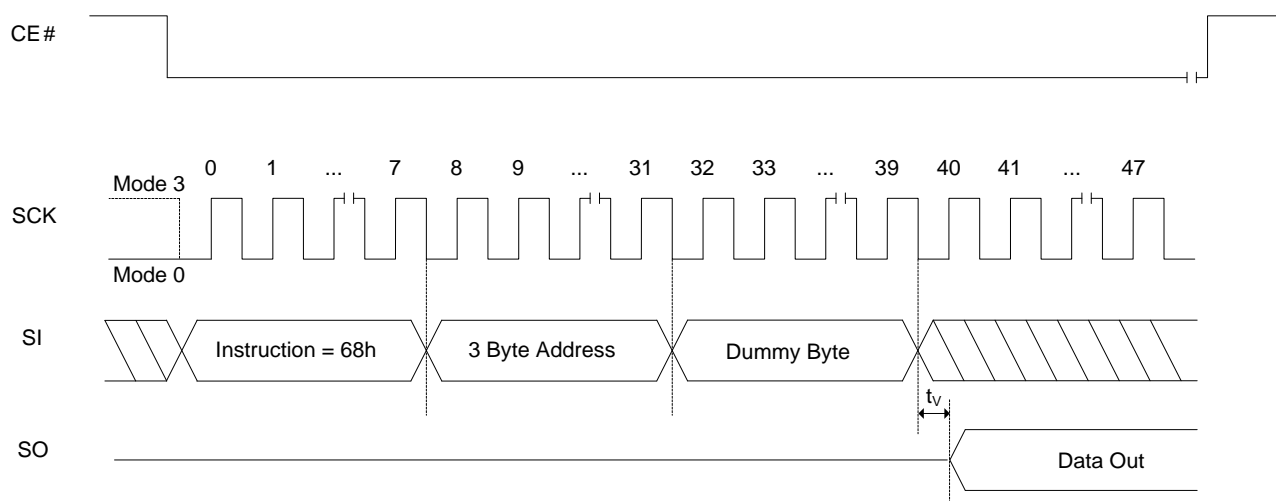 CE#
0 1 ... 7 8 9 ... 31 32 33 ... 39 40 41 ... 47
Mode 3
SCK
Mode 0
SI
Instruction = 68h
3 Byte Address
Dummy Byte
tV
SO
Data Out